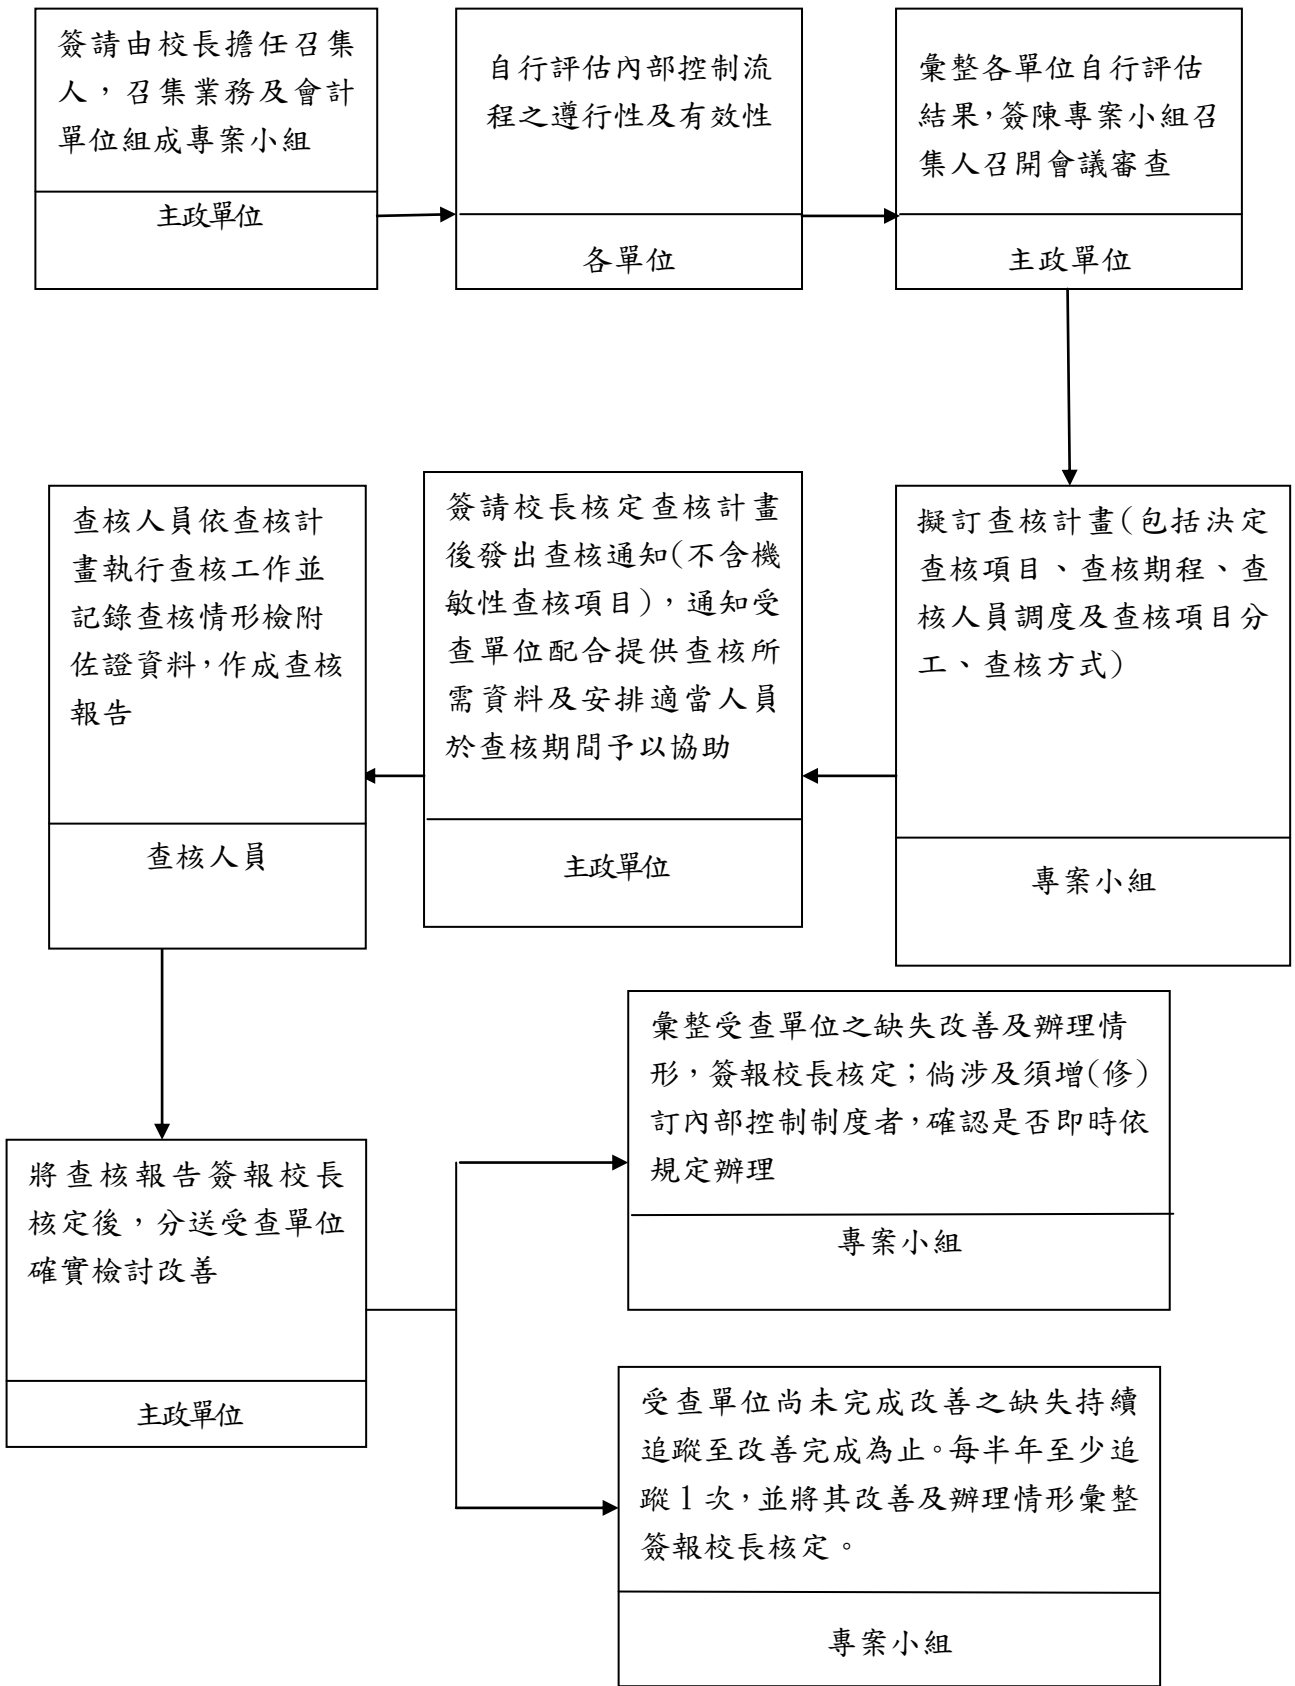 簽請由校長擔任召集
人，召集業務及會計
單位組成專案小組
主政單位
自行評估內部控制流
程之遵行性及有效性
各單位
彙整各單位自行評估
結果，簽陳專案小組召
集人召開會議審查
主政單位
擬訂查核計畫(包括決定
查核項目、查核期程、查
核人員調度及查核項目分
工、查核方式)
專案小組
簽請校長核定查核計畫
後發出查核通知(不含機
敏性查核項目)，通知受
查單位配合提供查核所
需資料及安排適當人員
於查核期間予以協助
主政單位
查核人員依查核計
畫執行查核工作並
記錄查核情形檢附
佐證資料，作成查核
報告
查核人員
將查核報告簽報校長
核定後，分送受查單位
確實檢討改善
主政單位
彙整受查單位之缺失改善及辦理情
形，簽報校長核定；倘涉及須增(修)
訂內部控制制度者，確認是否即時依
規定辦理
專案小組
受查單位尚未完成改善之缺失持續
追蹤至改善完成為止。每半年至少追
蹤1次，並將其改善及辦理情形彙整
簽報校長核定。
專案小組